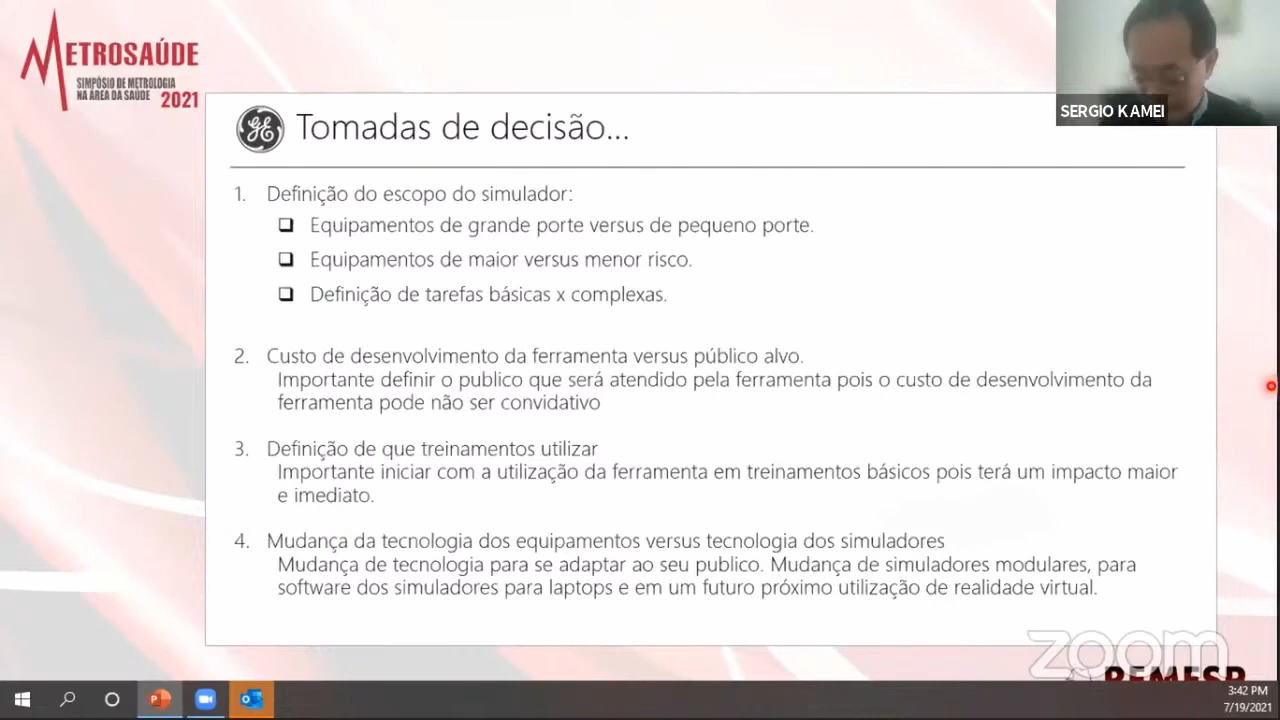 METROSAÚDE
SIMPÓSIO DE METROLOGIA
NA ÁREA DA SAÚDE 2021
SERGIO KAMEI
GE
Tomadas de decisão...
1. Definição do escopo do simulador:
Equipamentos de grande porte versus de pequeno porte.
Equipamentos de maior versus menor risco.
Definição de tarefas básicas x complexas.
2. Custo de desenvolvimento da ferramenta versus público alvo.
Importante definir o publico que será atendido pela ferramenta pois o custo de desenvolvimento da
ferramenta pode não ser convidativo
3. Definição de que treinamentos utilizar
Importante iniciar com a utilização da ferramenta em treinamentos básicos pois terá um impacto maior
e imediato.
4. Mudança da tecnologia dos equipamentos versus tecnologia dos simuladores
Mudança de tecnologia para se adaptar ao seu publico. Mudança de simuladores modulares, para
software dos simuladores para laptops e em um futuro próximo utilização de realidade virtual.
zoom
REMESP
3:42 PM
7/19/2021